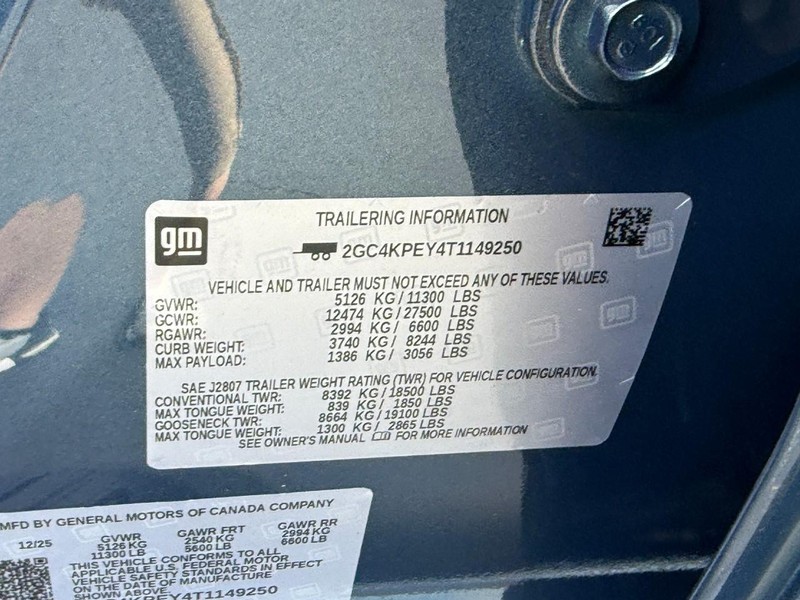 gm
TRAILERING INFORMATION
2GC4KPEY4T1149250
VEHICLE AND TRAILER MUST NOT EXCEED ANY OF THESE VALUES.
GVWR: 5126 KG / 11300 LBS
GCWR: 12474 KG / 27500 LBS
RGAWR: 2994 KG / 6600 LBS
CURB WEIGHT: 3740 KG / 8244 LBS
MAX PAYLOAD: 1386 KG / 3056 LBS
SAE J2807 TRAILER WEIGHT RATING (TWR) FOR VEHICLE CONFIGURATION.
CONVENTIONAL TWR: 8392 KG / 18500 LBS
MAX TONGUE WEIGHT: 839 KG / 1850 LBS
GOOSENECK TWR: 8664 KG / 19100 LBS
MAX TONGUE WEIGHT: 1300 KG / 2865 LBS
SEE OWNER'S MANUAL FOR MORE INFORMATION
MFD BY GENERAL MOTORS OF CANADA COMPANY
12/25 GVWR GAWR FRT GAWR RR
5126 KG 2540 KG 2994 KG
11300 LB 5600 LB 6600 LB
THIS VEHICLE CONFORMS TO ALL
APPLICABLE U.S. FEDERAL MOTOR
VEHICLE SAFETY STANDARDS IN EFFECT
ON THE DATE OF MANUFACTURE
SHOWN ABOVE.
PEY4T1149250